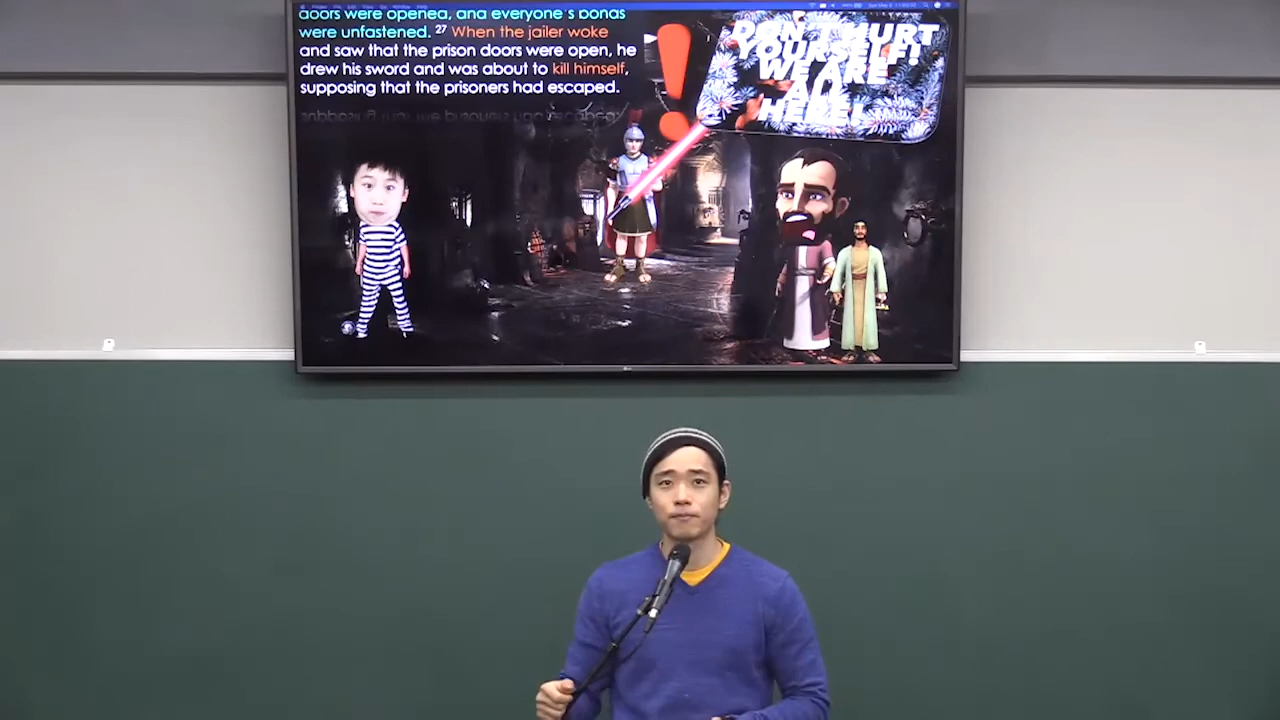 doors were opened, and everyone's bonds
were unfastened. 27 When the jailer woke
and saw that the prison doors were open, he
drew his sword and was about to kill himself,
supposing that the prisoners had escaped.
DON'T HURT
YOURSELF!
WE ARE
ALL
HERE!